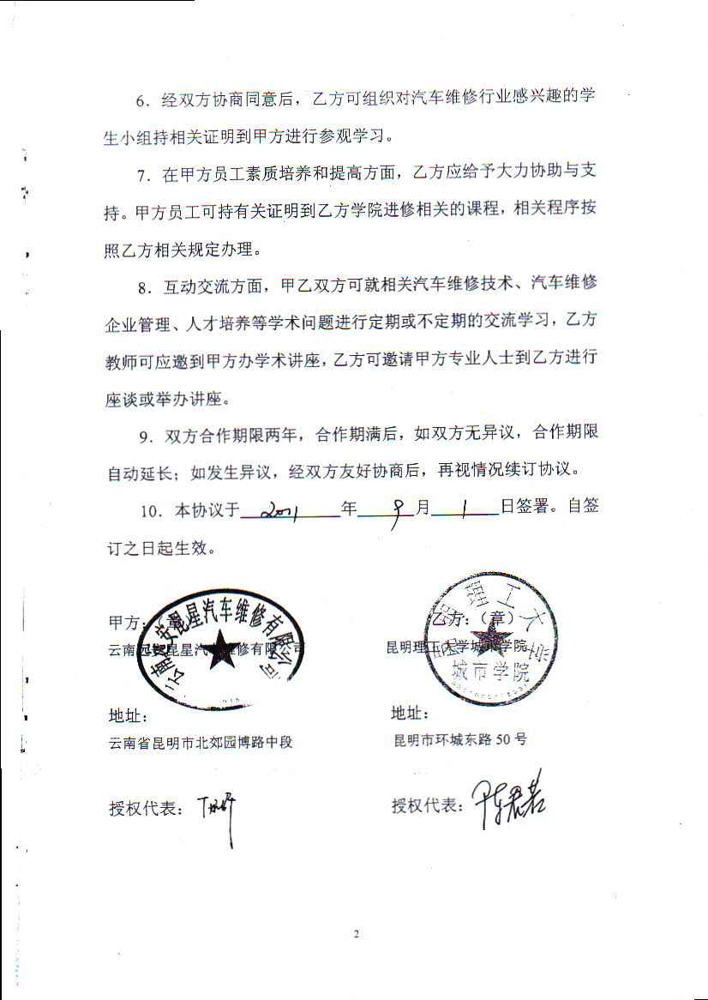 6．经双方协商同意后，乙方可组织对汽车维修行业感兴趣的学
生小组持相关证明到甲方进行参观学习。
7．在甲方员工素质培养和提高方面，乙方应给予大力协助与支
持。甲方员工可持有关证明到乙方学院进修相关的课程，相关程序按
照乙方相关规定办理。
8．互动交流方面，甲乙双方可就相关汽车维修技术、汽车维修
企业管理、人才培养等学术问题进行定期或不定期的交流学习，乙方
教师可应邀到甲方办学术讲座，乙方可邀请甲方专业人士到乙方进行
座谈或举办讲座。
9．双方合作期限两年，合作期满后，如双方无异议，合作期限
自动延长；如发生异议，经双方友好协商后，再视情况续订协议。
10．本协议于 2011 年 9 月 1 日签署。自签
订之日起生效。
甲方：（章） 乙方：（章）
云南远安昆星汽车维修有限公司 昆明理工大学城市学院
云南远安昆星汽车维修有限公司
昆明理工大学
城市学院
地址： 地址：
云南省昆明市北郊园博路中段 昆明市环城东路 50 号
授权代表： 授权代表：
2